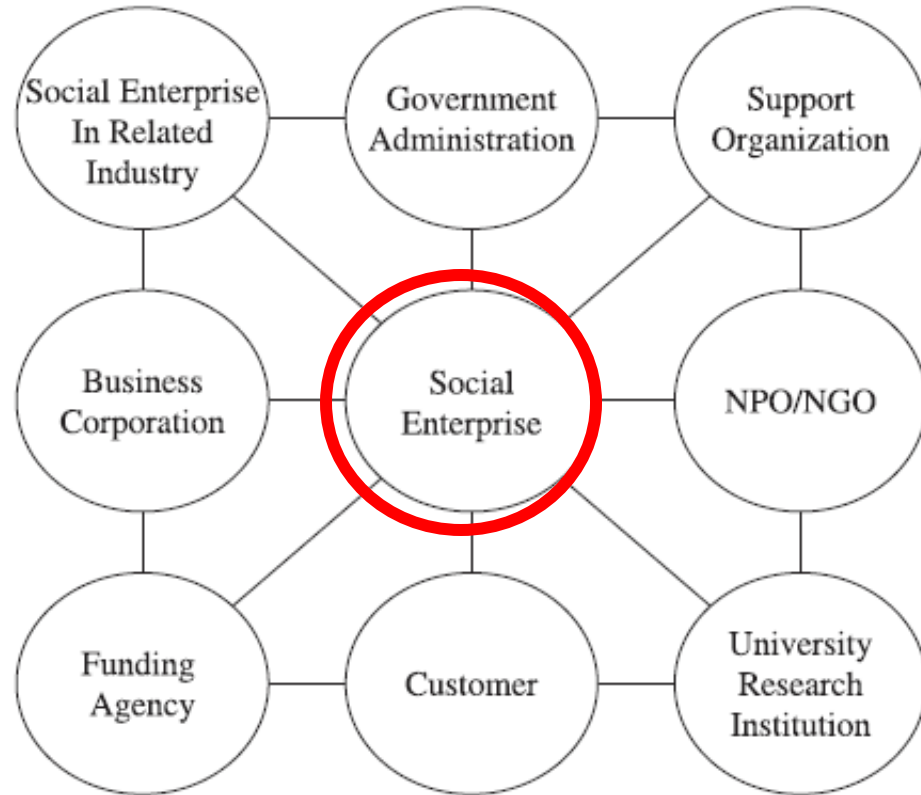 Social Enterprise
In Related
Industry
Government
Administration
Support
Organization
Business
Corporation
Social
Enterprise
NPO/NGO
Funding
Agency
Customer
University
Research
Institution